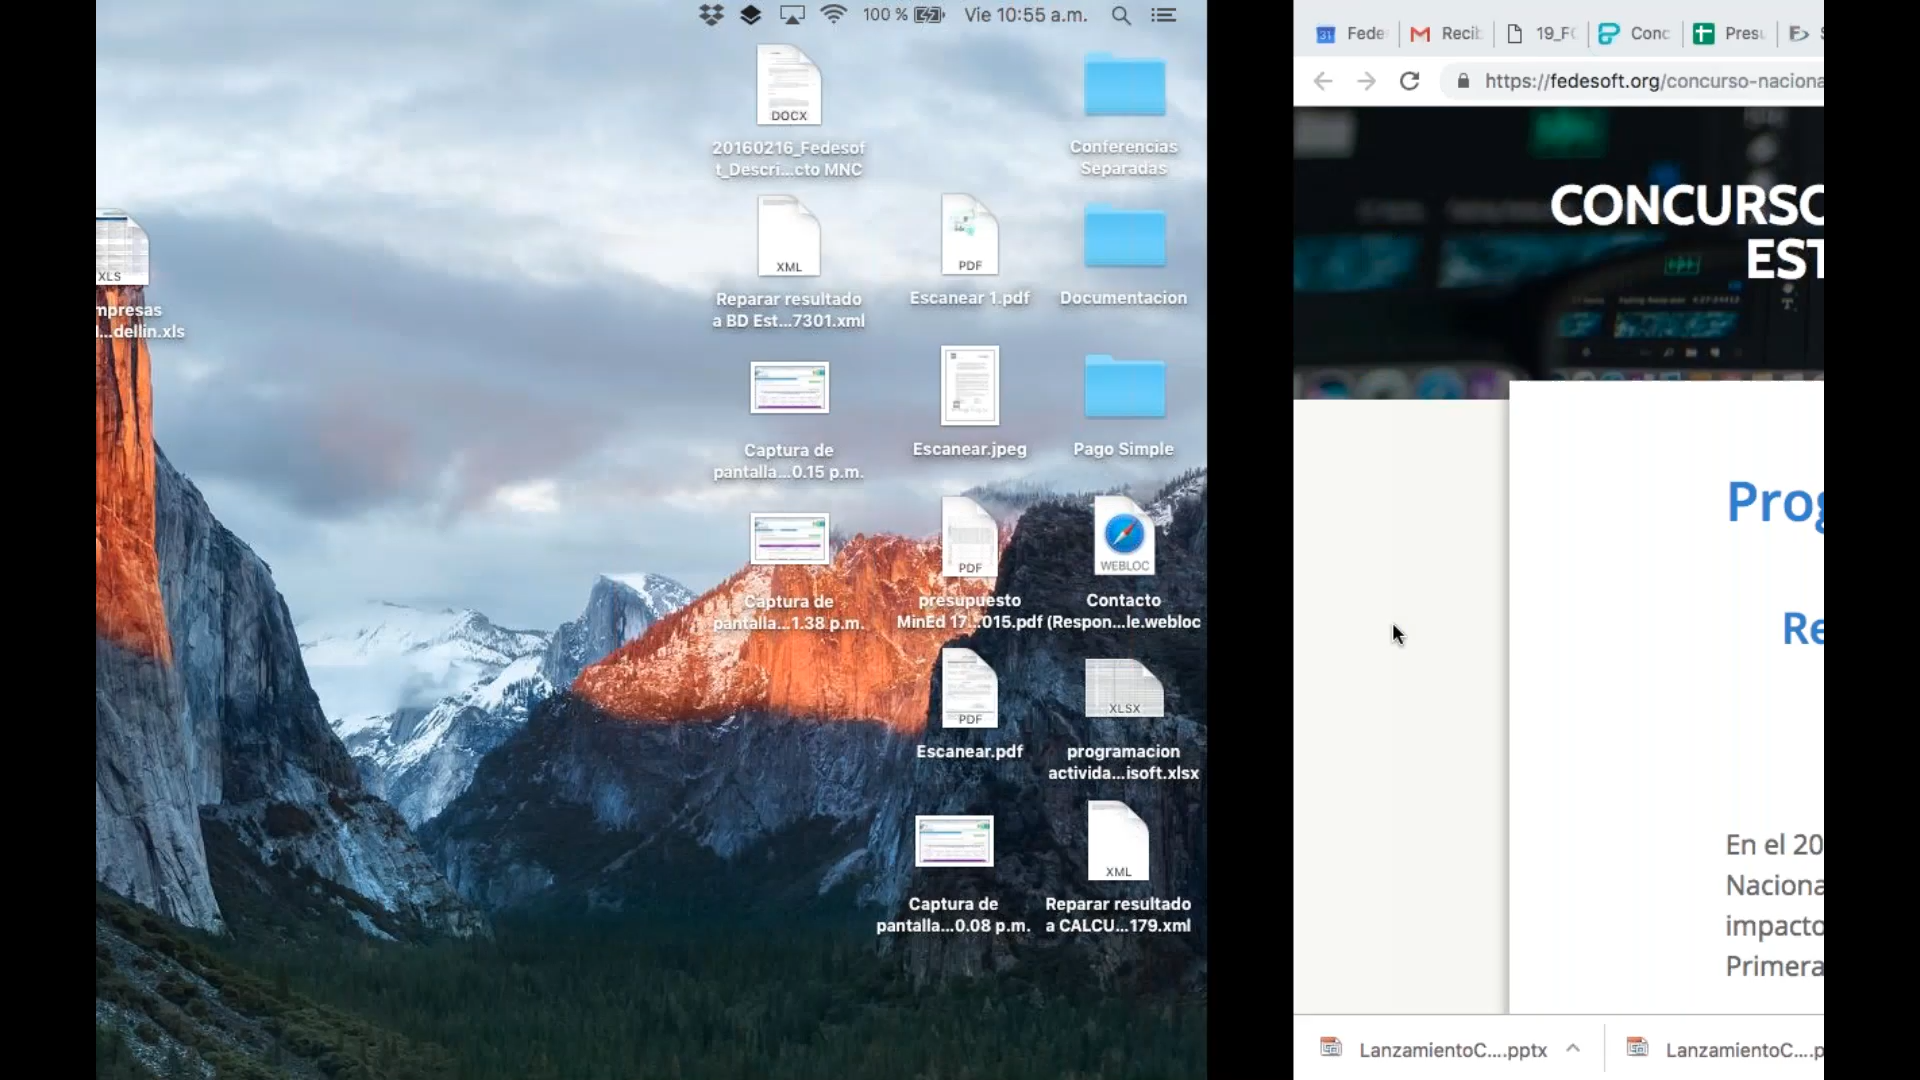 100 %
Vie 10:55 a.m.
DOCX
20160216_Fedesof
t_Descri...cto MNC
Conferencias
Separadas
XLS
mpresas
l...dellin.xls
XML
Reparar resultado
a BD Est...7301.xml
PDF
Escanear 1.pdf
Documentacion
Captura de
pantalla...0.15 p.m.
Escanear.jpeg
Pago Simple
Captura de
pantalla...1.38 p.m.
PDF
presupuesto
MinEd 17...015.pdf
WEBLOC
Contacto
(Respon...le.webloc
PDF
Escanear.pdf
XLSX
programacion
activida...isoft.xlsx
Captura de
pantalla...0.08 p.m.
XML
Reparar resultado
a CALCU...179.xml
31 Fede
Recib
19_FO
Conc
Presu
https://fedesoft.org/concurso-naciona
CONCURSO
EST
Prog
Re
En el 20
Naciona
impacto
Primera
LanzamientoC....pptx
LanzamientoC....p